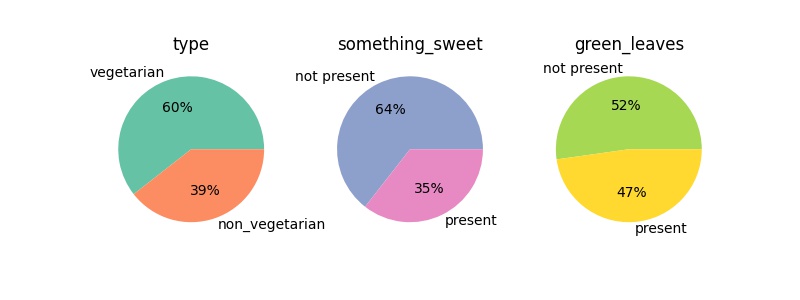 type
something_sweet
green_leaves
vegetarian
60%
39%
non_vegetarian
not present
64%
35%
present
not present
52%
47%
present